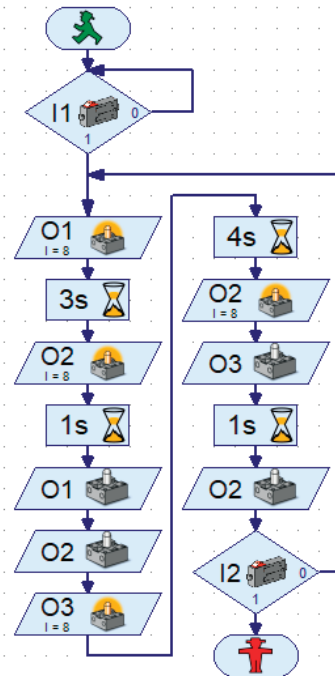 I1
0
1
O1
I = 8
3s
O2
I = 8
1s
O1
O2
O3
I = 8
4s
O2
I = 8
O3
1s
O2
I2
0
1